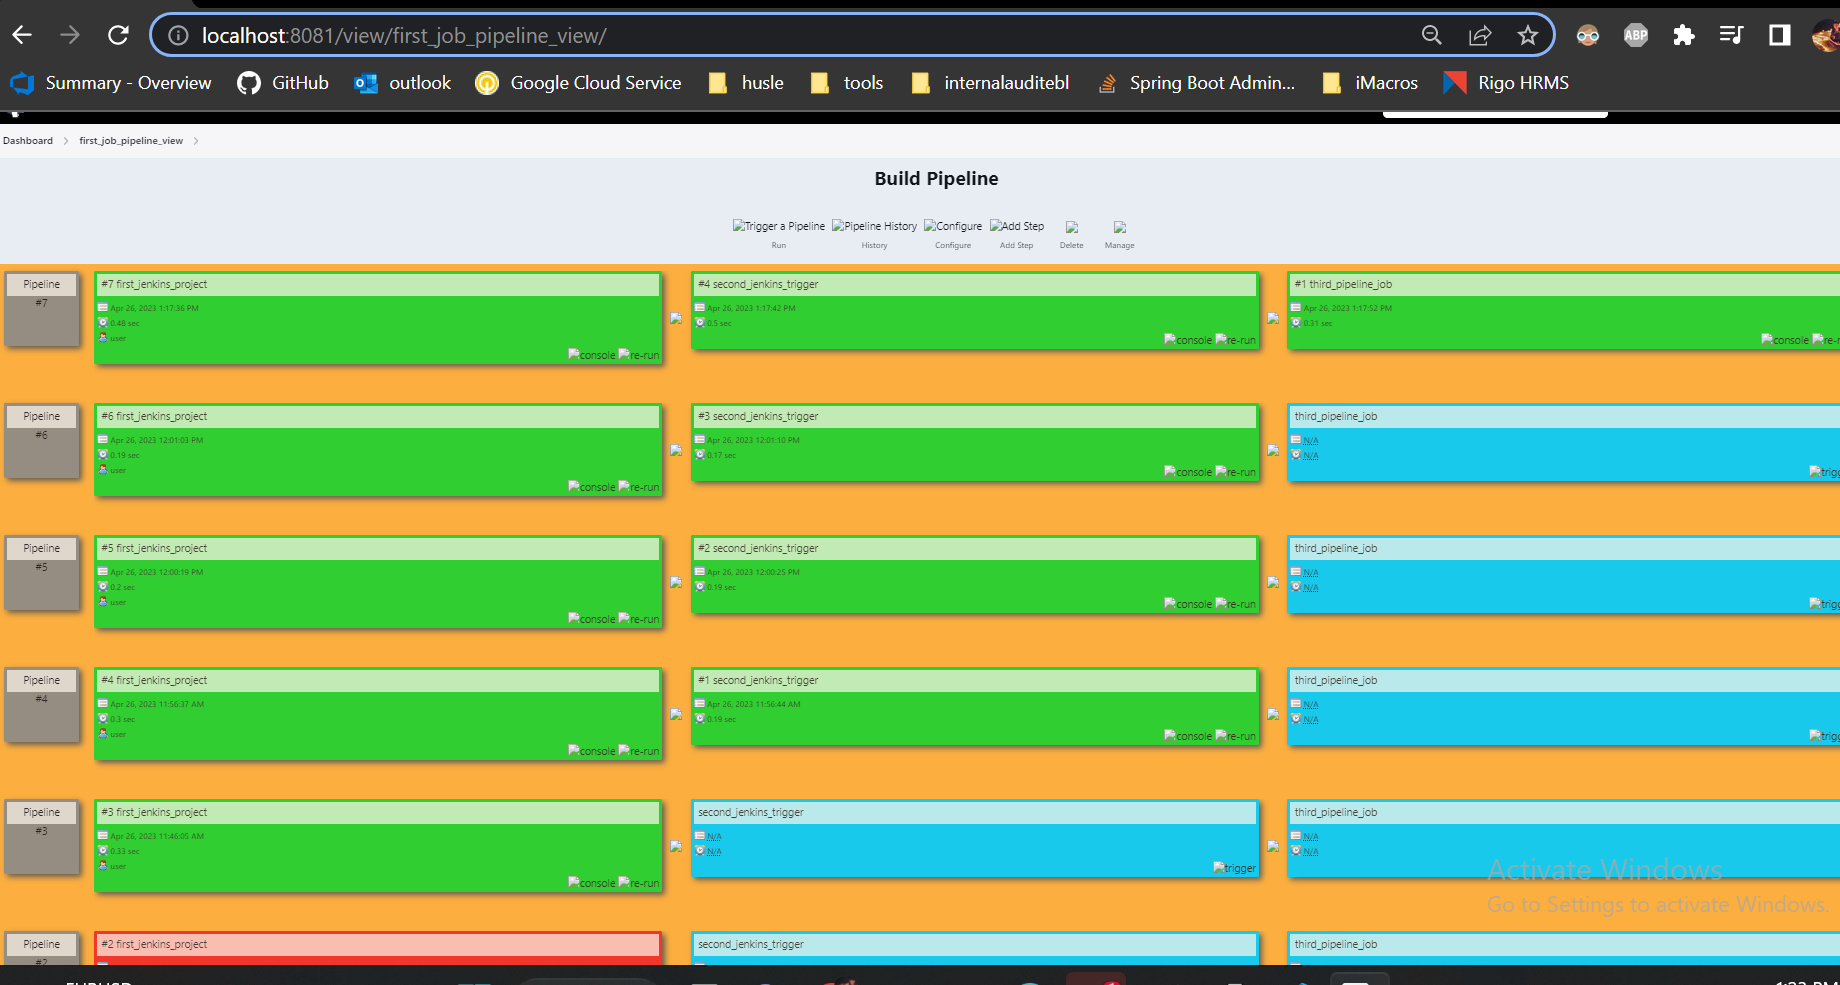 localhost:8081/view/first_job_pipeline_view/
ABP
Summary - Overview GitHub outlook Google Cloud Service husle tools internalauditebl Spring Boot Admin... iMacros Rigo HRMS
Dashboard first_job_pipeline_view
Build Pipeline
Trigger a Pipeline Pipeline History Configure Add Step
Run History Configure Add Step Delete Manage
Pipeline #7 first_jenkins_project #4 second_jenkins_trigger #1 third_pipeline_job
#7 Apr 26, 2023 1:17:36 PM Apr 26, 2023 1:17:42 PM Apr 26, 2023 1:17:52 PM
0.48 sec 0.5 sec 0.31 sec
user console re-run console re-r
console re-run
Pipeline #6 first_jenkins_project #3 second_jenkins_trigger third_pipeline_job
#6 Apr 26, 2023 12:01:03 PM Apr 26, 2023 12:01:10 PM N/A
0.19 sec 0.17 sec N/A
user console re-run trigg
console re-run
Pipeline #5 first_jenkins_project #2 second_jenkins_trigger third_pipeline_job
#5 Apr 26, 2023 12:00:19 PM Apr 26, 2023 12:00:25 PM N/A
0.2 sec 0.19 sec N/A
user console re-run trigg
console re-run
Pipeline #4 first_jenkins_project #1 second_jenkins_trigger third_pipeline_job
#4 Apr 26, 2023 11:56:37 AM Apr 26, 2023 11:56:44 AM N/A
0.3 sec 0.19 sec N/A
user console re-run trigg
console re-run
Pipeline #3 first_jenkins_project second_jenkins_trigger third_pipeline_job
#3 Apr 26, 2023 11:46:05 AM N/A N/A
0.33 sec N/A N/A
user trigger
console re-run
Activate Windows
Go to Settings to activate Windows.
Pipeline #2 first_jenkins_project second_jenkins_trigger third_pipeline_job
#2